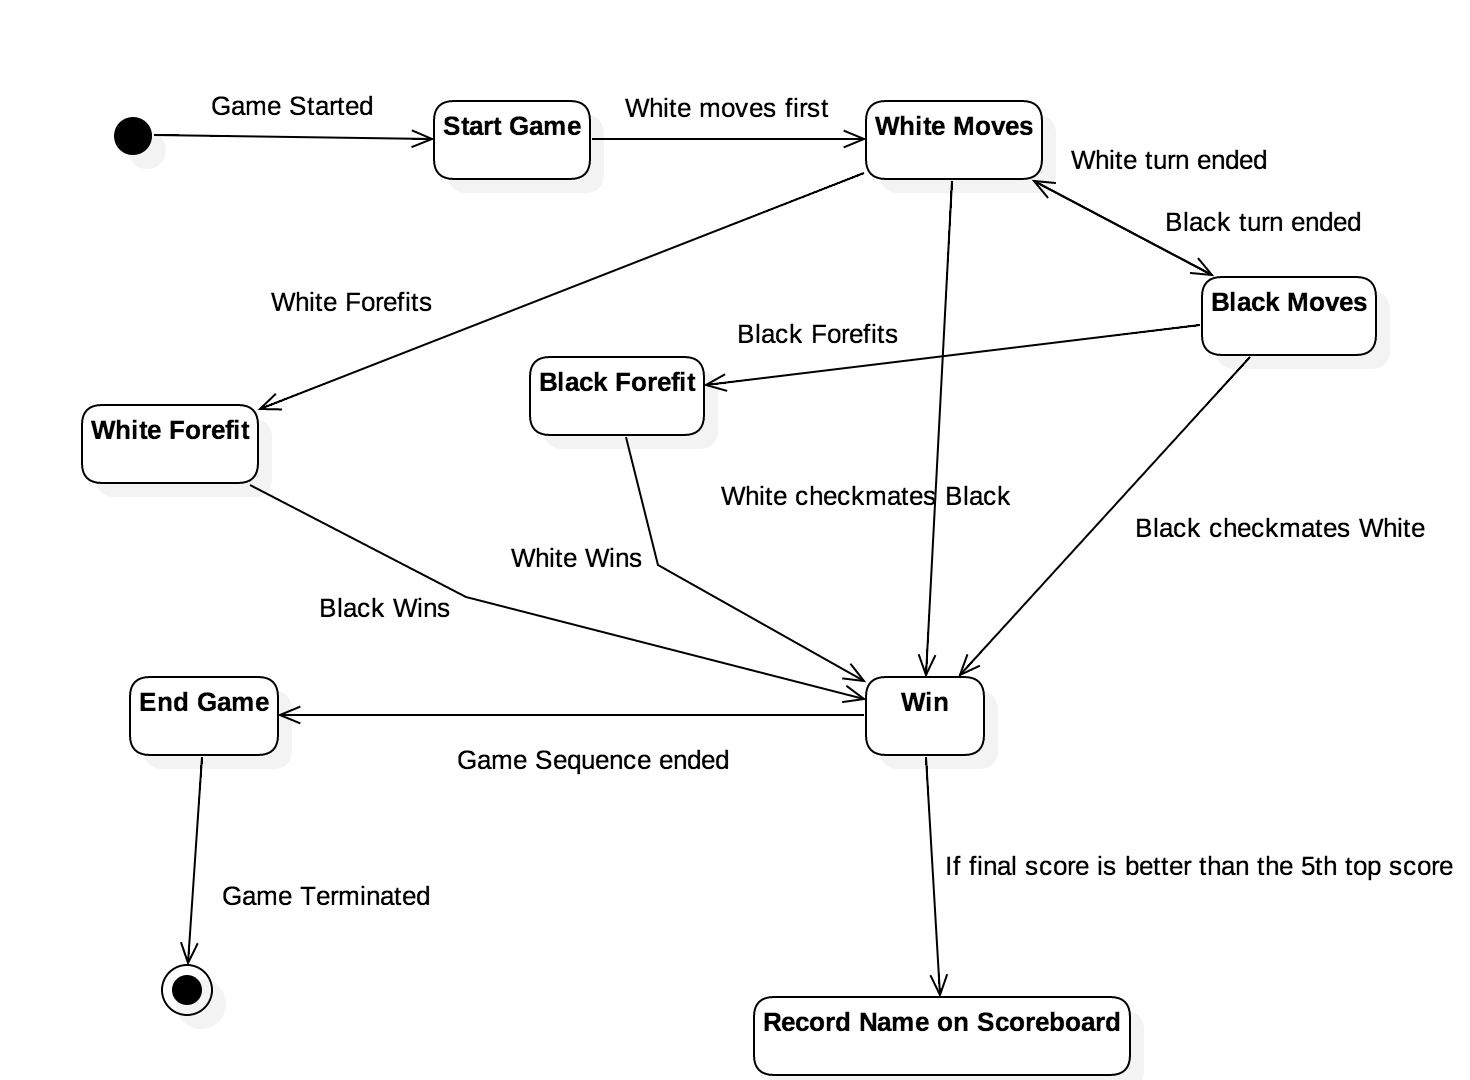 Game Started
Start Game
White moves first
White Moves
White turn ended
Black turn ended
Black Moves
White Forefits
Black Forefits
Black Forefit
White Forefit
White checkmates Black
Black checkmates White
White Wins
Black Wins
End Game
Win
Game Sequence ended
If final score is better than the 5th top score
Game Terminated
Record Name on Scoreboard